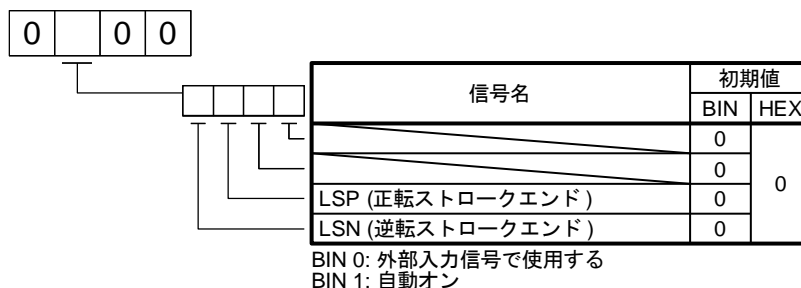 0 0 0
信号名 初期値
BIN HEX
0
0
0
LSP (正転ストロークエンド) 0
LSN (逆転ストロークエンド) 0
BIN 0: 外部入力信号で使用する
BIN 1: 自動オン